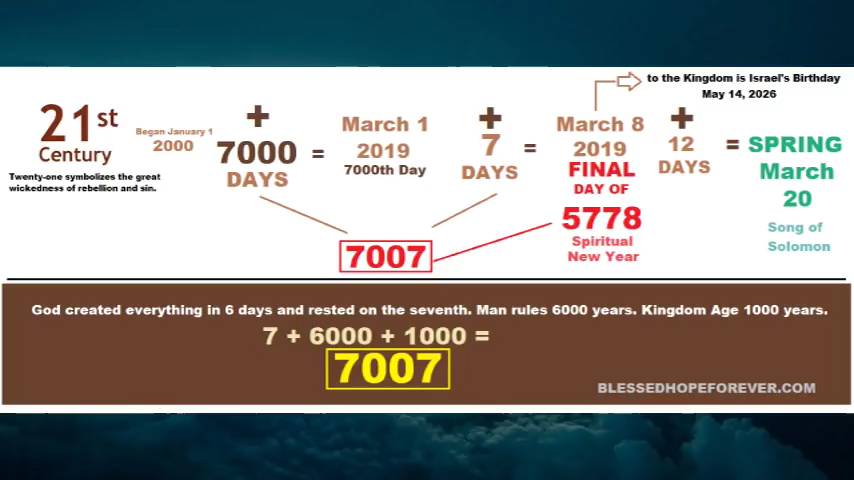 to the Kingdom is Israel's Birthday
May 14, 2026
21st
Century
Twenty-one symbolizes the great
wickedness of rebellion and sin.
Began January 1
2000
+
7000
DAYS
=
March 1
2019
7000th Day
+
7
DAYS
=
March 8
2019
FINAL
DAY OF
5778
Spiritual
New Year
+
12
DAYS
=
SPRING
March
20
Song of
Solomon
7007
God created everything in 6 days and rested on the seventh. Man rules 6000 years. Kingdom Age 1000 years.
7 + 6000 + 1000 =
7007
BLESSEDHOPEFOREVER.COM